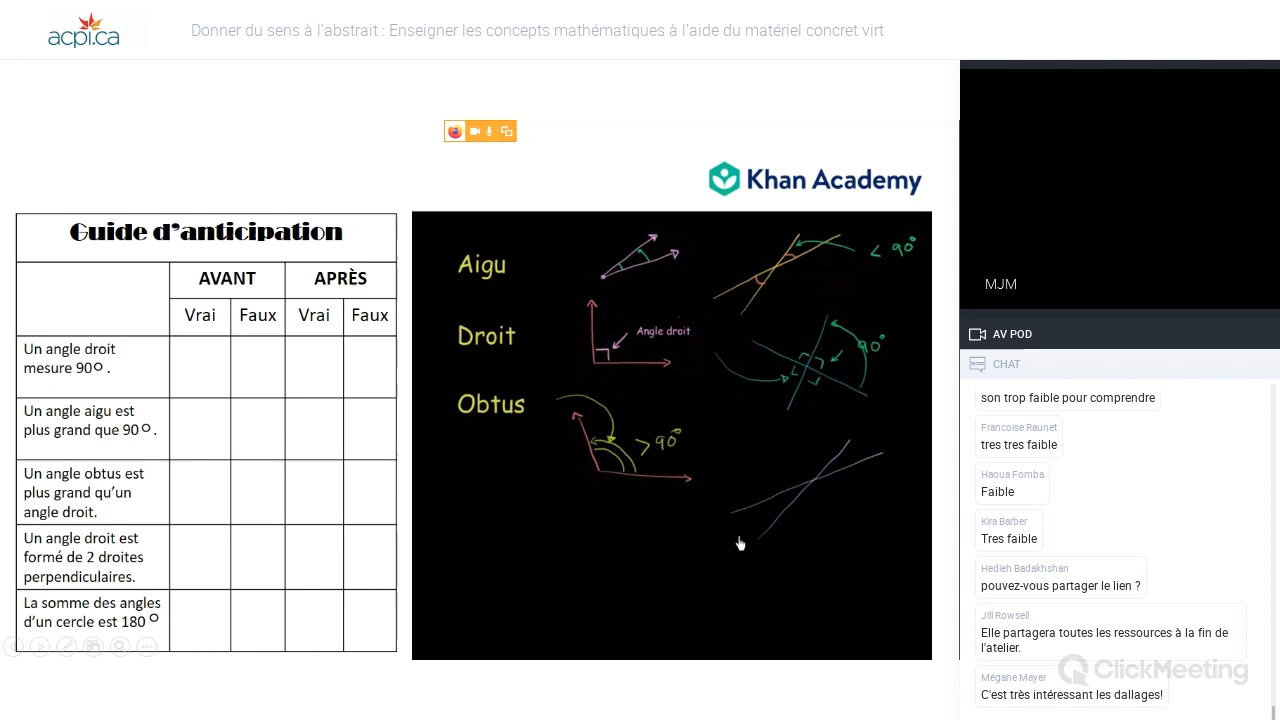 acpi.ca
Donner du sens à l'abstrait : Enseigner les concepts mathématiques à l'aide du matériel concret virt
Khan Academy
Guide d'anticipation
AVANT APRÈS
Vrai Faux Vrai Faux
Un angle droit
mesure 90º .
Un angle aigu est
plus grand que 90º .
Un angle obtus est
plus grand qu'un
angle droit.
Un angle droit est
formé de 2 droites
perpendiculaires.
La somme des angles
d'un cercle est 180º
Aigu
< 90°
Droit
Angle droit
90°
Obtus
> 90°
MJM
AV POD
CHAT
son trop faible pour comprendre
Francoise Raunet
tres tres faible
Haoua Fomba
Faible
Kira Barber
Tres faible
Hedieh Badakhshan
pouvez-vous partager le lien ?
Jill Rowsell
Elle partagera toutes les ressources à la fin de
l'atelier.
Mégane Mayer
C'est très intéressant les dallages!
ClickMeeting